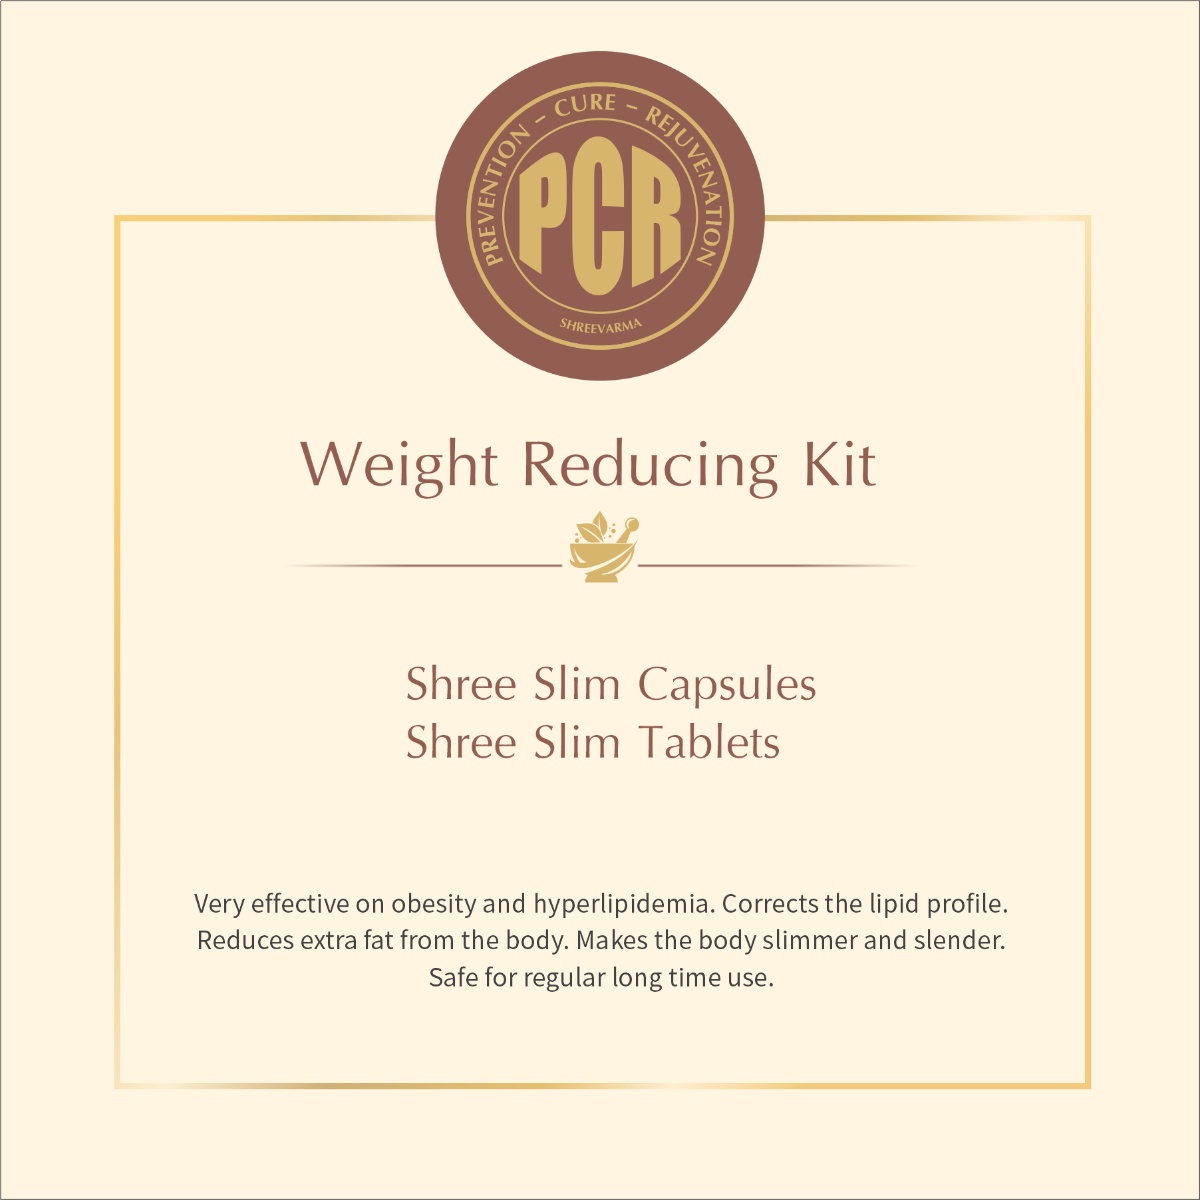 PREVENTION – CURE – REJUVENATION
PCR
SHREEVARMA
Weight Reducing Kit
Shree Slim Capsules
Shree Slim Tablets
Very effective on obesity and hyperlipidemia. Corrects the lipid profile.
Reduces extra fat from the body. Makes the body slimmer and slender.
Safe for regular long time use.